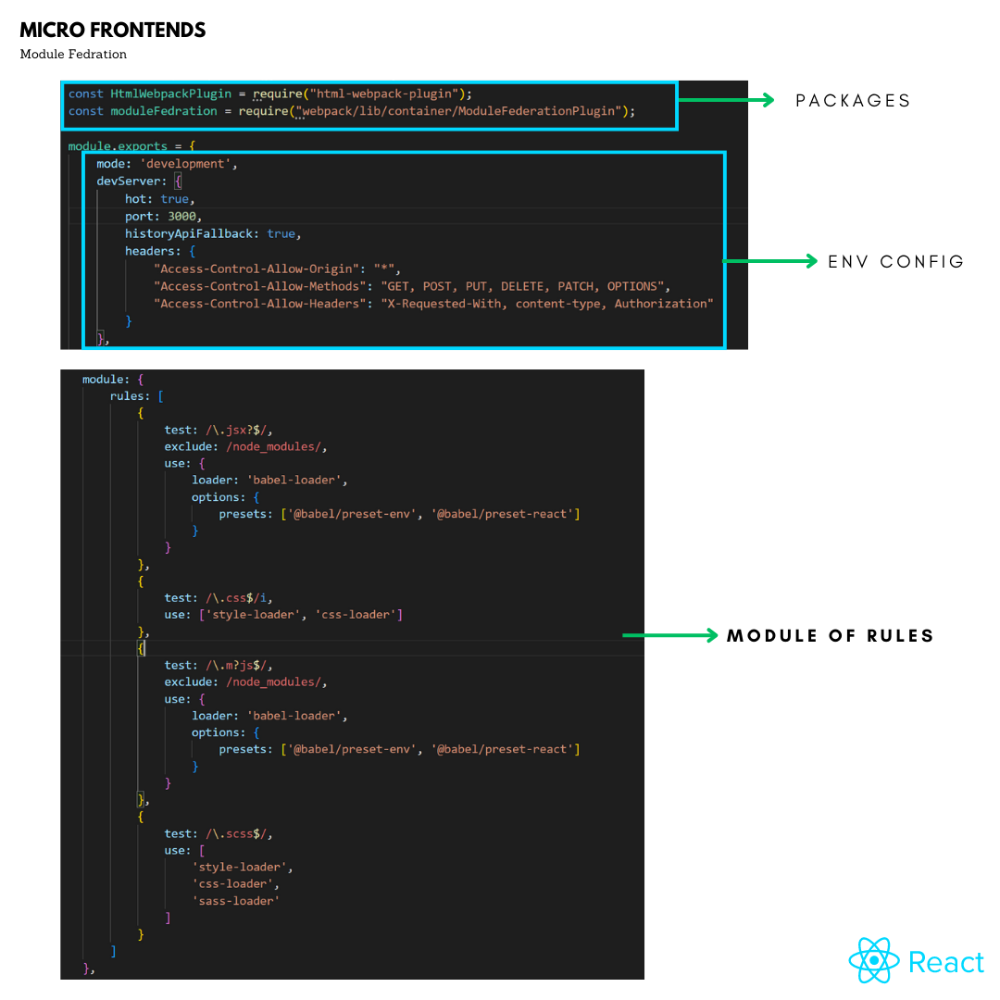 MICRO FRONTENDS
Module Fedration
const HtmlWebpackPlugin = require("html-webpack-plugin");
const moduleFedration = require("webpack/lib/container/ModuleFederationPlugin");
PACKAGES
module.exports = {
mode: 'development',
devServer: {
hot: true,
port: 3000,
historyApiFallback: true,
headers: {
"Access-Control-Allow-Origin": "*",
"Access-Control-Allow-Methods": "GET, POST, PUT, DELETE, PATCH, OPTIONS",
"Access-Control-Allow-Headers": "X-Requested-With, content-type, Authorization"
}
},
ENV CONFIG
module: {
rules: [
{
test: /\.jsx?$/,
exclude: /node_modules/,
use: {
loader: 'babel-loader',
options: {
presets: ['@babel/preset-env', '@babel/preset-react']
}
}
},
{
test: /\.css$/i,
use: ['style-loader', 'css-loader']
},
{
test: /\.m?js$/,
exclude: /node_modules/,
use: {
loader: 'babel-loader',
options: {
presets: ['@babel/preset-env', '@babel/preset-react']
}
}
},
{
test: /\.scss$/,
use: [
'style-loader',
'css-loader',
'sass-loader'
]
}
]
},
MODULE OF RULES
React